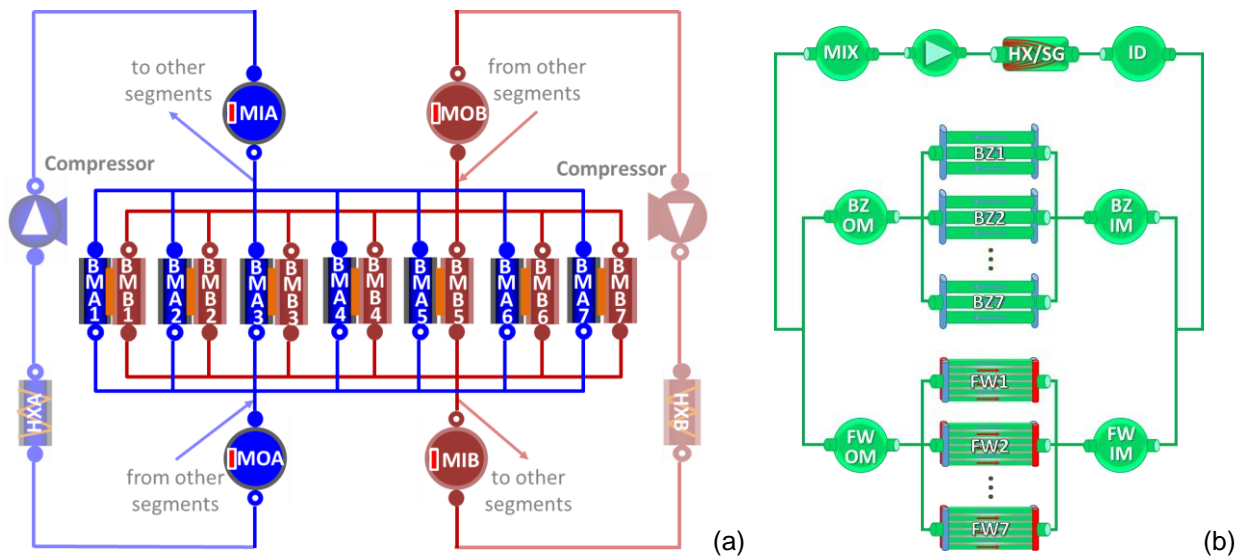 to other
segments
from other
segments
MIA
MOB
Compressor
Compressor
BMA1
BMB1
BMA2
BMB2
BMA3
BMB3
BMA4
BMB4
BMA5
BMB5
BMA6
BMB6
BMA7
BMB7
HXA
HXB
MOA
MIB
from other
segments
to other
segments
(a)
MIX
HX/SG
ID
BZ1
BZ
OM
BZ2
BZ
IM
BZ7
FW1
FW
OM
FW2
FW
IM
FW7
(b)